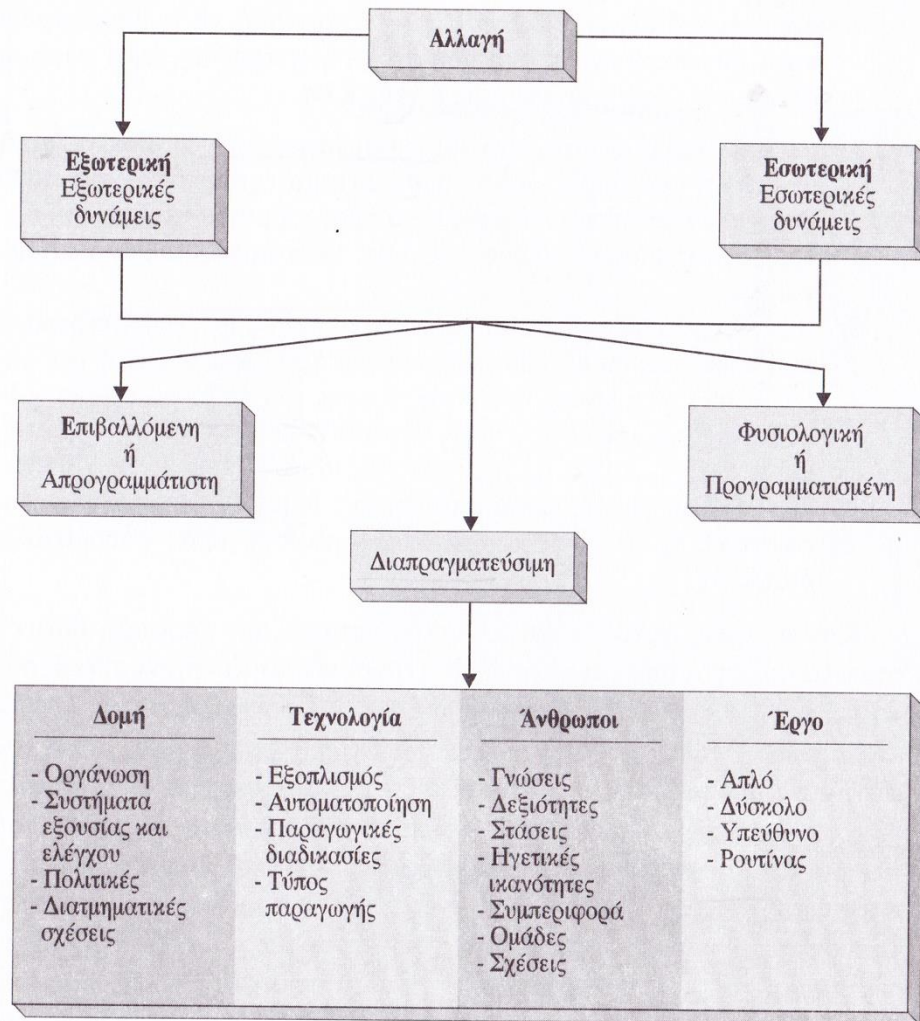 Αλλαγή
Εξωτερική
Εξωτερικές
δυνάμεις
Εσωτερική
Εσωτερικές
δυνάμεις
Επιβαλλόμενη
ή
Απρογραμμάτιστη
Φυσιολογική
ή
Προγραμματισμένη
Διαπραγματεύσιμη
Δομή
- Οργάνωση
- Συστήματα
εξουσίας και
ελέγχου
- Πολιτικές
- Διατμηματικές
σχέσεις
Τεχνολογία
- Εξοπλισμός
- Αυτοματοποίηση
- Παραγωγικές
διαδικασίες
- Τύπος
παραγωγής
Άνθρωποι
- Γνώσεις
- Δεξιότητες
- Στάσεις
- Ηγετικές
ικανότητες
- Συμπεριφορά
- Ομάδες
- Σχέσεις
Έργο
- Απλό
- Δύσκολο
- Υπεύθυνο
- Ρουτίνας